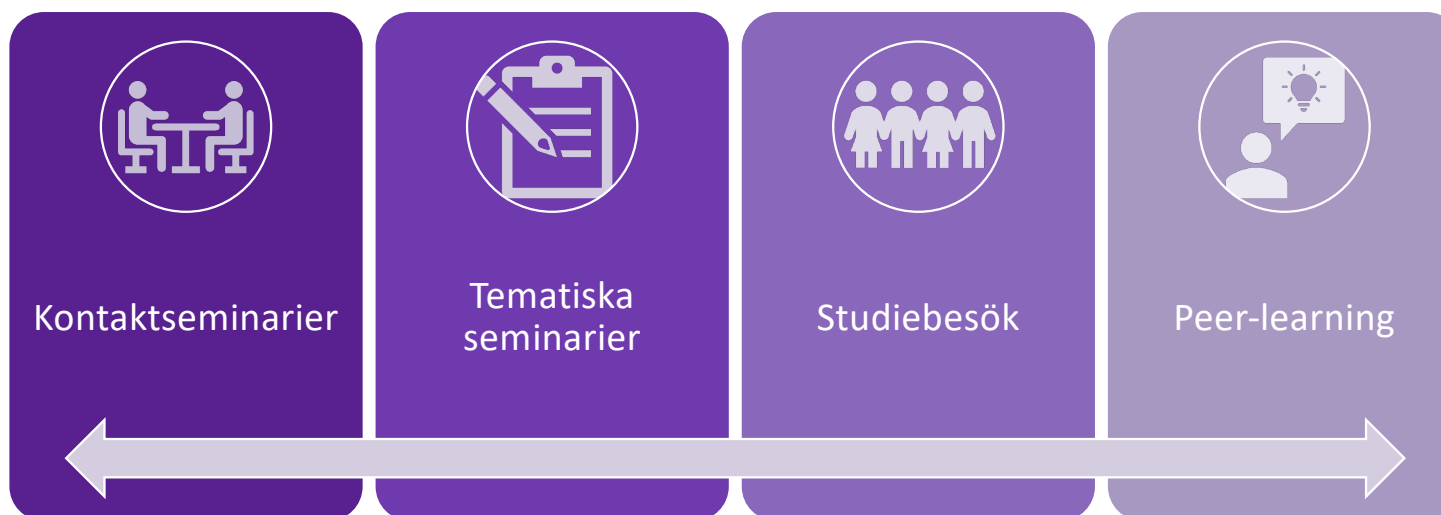 Kontaktseminarier
Tematiska
seminarier
Studiebesök
Peer-learning